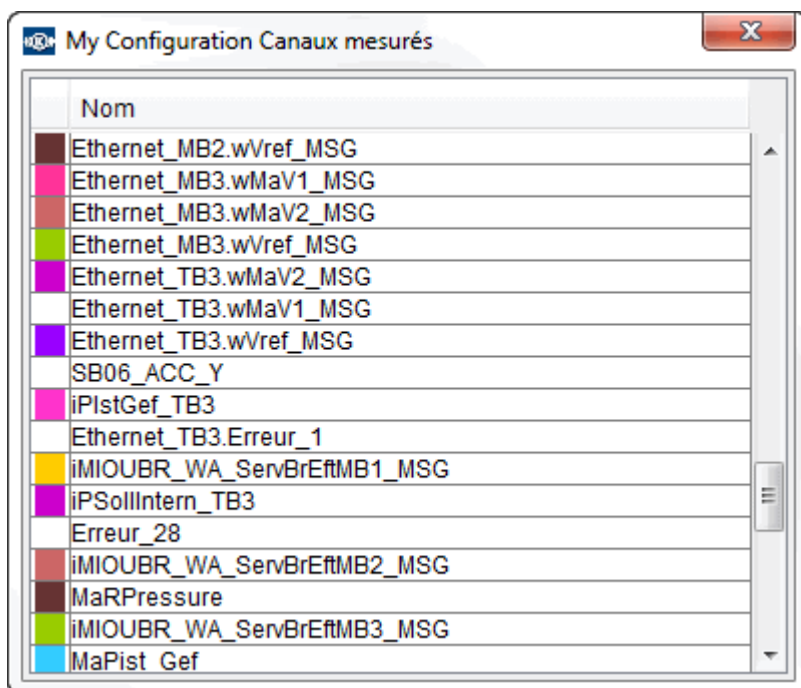 My Configuration Canaux mesurés
Nom
Ethernet_MB2.wVref_MSG
Ethernet_MB3.wMaV1_MSG
Ethernet_MB3.wMaV2_MSG
Ethernet_MB3.wVref_MSG
Ethernet_TB3.wMaV2_MSG
Ethernet_TB3.wMaV1_MSG
Ethernet_TB3.wVref_MSG
SB06_ACC_Y
iPIstGef_TB3
Ethernet_TB3.Erreur_1
iMIOUBR_WA_ServBrEftMB1_MSG
iPSollIntern_TB3
Erreur_28
iMIOUBR_WA_ServBrEftMB2_MSG
MaRPressure
iMIOUBR_WA_ServBrEftMB3_MSG
MaPist_Gef